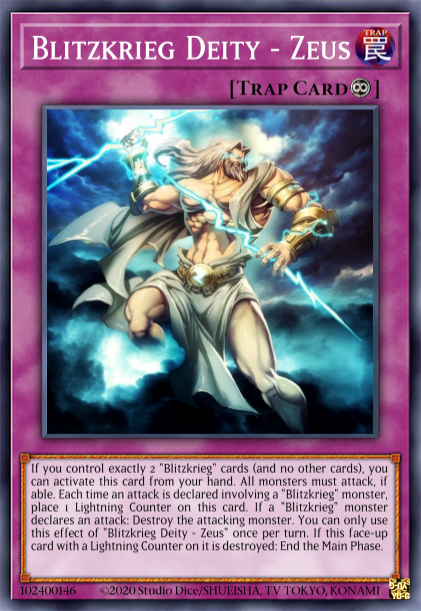 Blitzkrieg Deity - Zeus
TRAP
罠
[Trap Card]
If you control exactly 2 "Blitzkrieg" cards (and no other cards), you
can activate this card from your hand. All monsters must attack, if
able. Each time an attack is declared involving a "Blitzkrieg" monster,
place 1 Lightning Counter on this card. If a "Blitzkrieg" monster
declares an attack: Destroy the attacking monster. You can only use
this effect of "Blitzkrieg Deity - Zeus" once per turn. If this face-up
card with a Lightning Counter on it is destroyed: End the Main Phase.
102400146 ©2020 Studio Dice/SHUEISHA, TV TOKYO, KONAMI